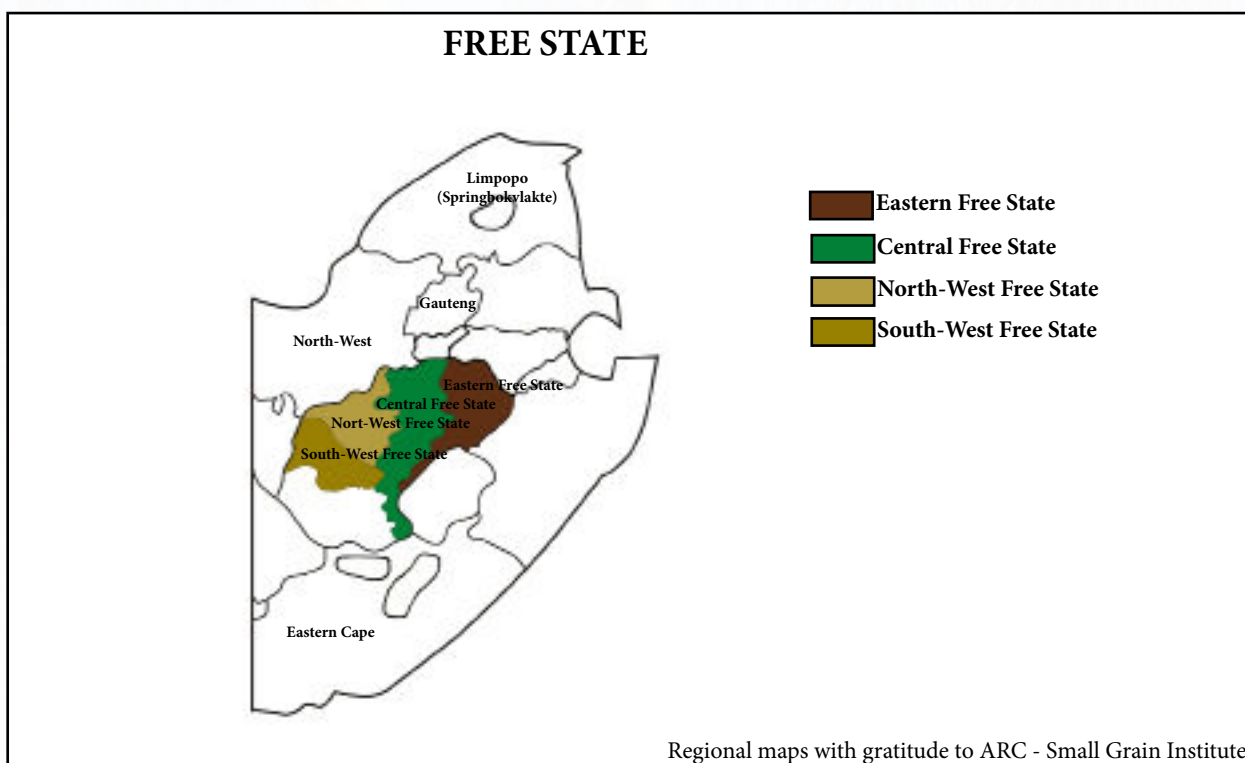 FREE STATE
Limpopo
(Springbokvlakte)
Eastern Free State
Central Free State
North-West Free State
South-West Free State
Gauteng
North-West
Eastern Free State
Central Free State
Nort-West Free State
South-West Free State
Eastern Cape
Regional maps with gratitude to ARC - Small Grain Institute